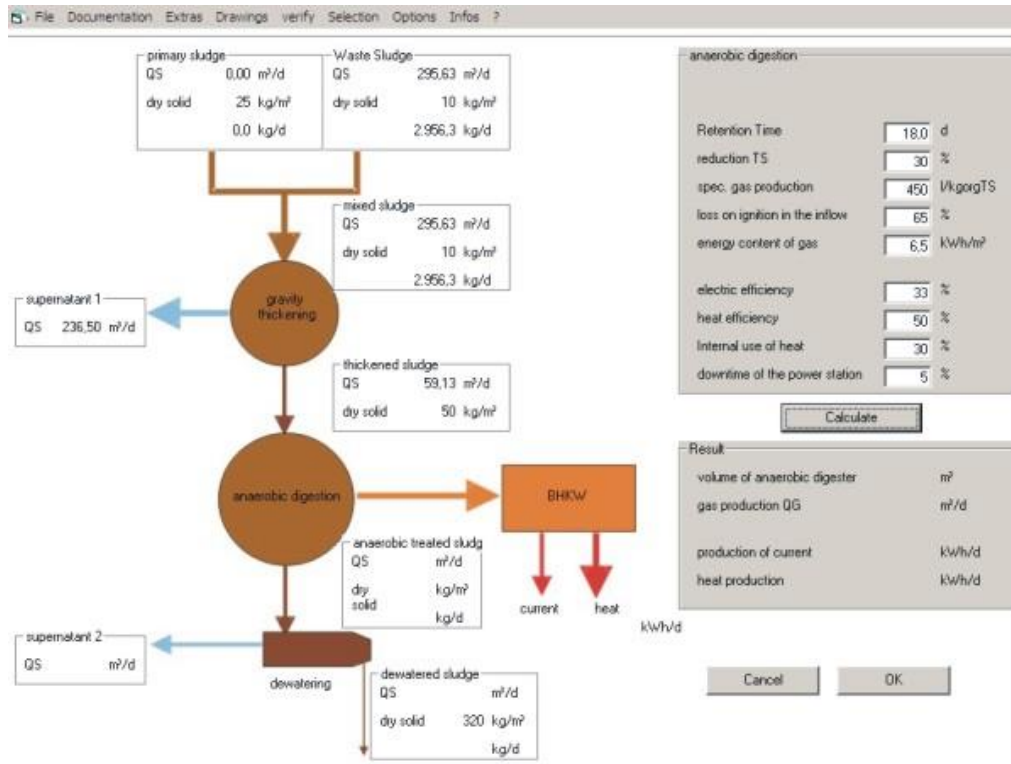 File Documentation Extras Drawings verify Selection Options Infos ?
primary sludge
QS 0,00 m³/d
dry solid 25 kg/m³
0,0 kg/d
Waste Sludge
QS 295,63 m³/d
dry solid 10 kg/m³
2.956,3 kg/d
mixed sludge
QS 295,63 m³/d
dry solid 10 kg/m³
2.956,3 kg/d
gravity
thickening
supernatant 1
QS 236,50 m³/d
thickened sludge
QS 59,13 m³/d
dry solid 50 kg/m³
anaerobic digestion
BHKW
current heat
kWh/d
anaerobic treated sludg
QS m³/d
dry kg/m³
solid
kg/d
supernatant 2
QS m³/d
dewatering
dewatered sludge
QS m³/d
dry solid 320 kg/m³
kg/d
anaerobic digestion
Retention Time 18.0 d
reduction TS 30 %
spec. gas production 450 l/kgorgTS
loss on ignition in the inflow 65 %
energy content of gas 6,5 kWh/m³
electric efficiency 33 %
heat efficiency 50 %
Internal use of heat 30 %
downtime of the power station 5 %
Calculate
Result
volume of anaerobic digester m³
gas production QG m³/d
production of current kWh/d
heat production kWh/d
Cancel OK